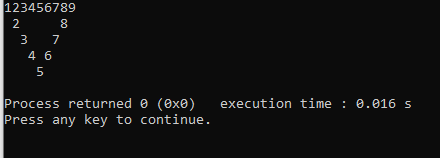 123456789
 2     8
  3   7
   4 6
    5
Process returned 0 (0x0)   execution time : 0.016 s
Press any key to continue.